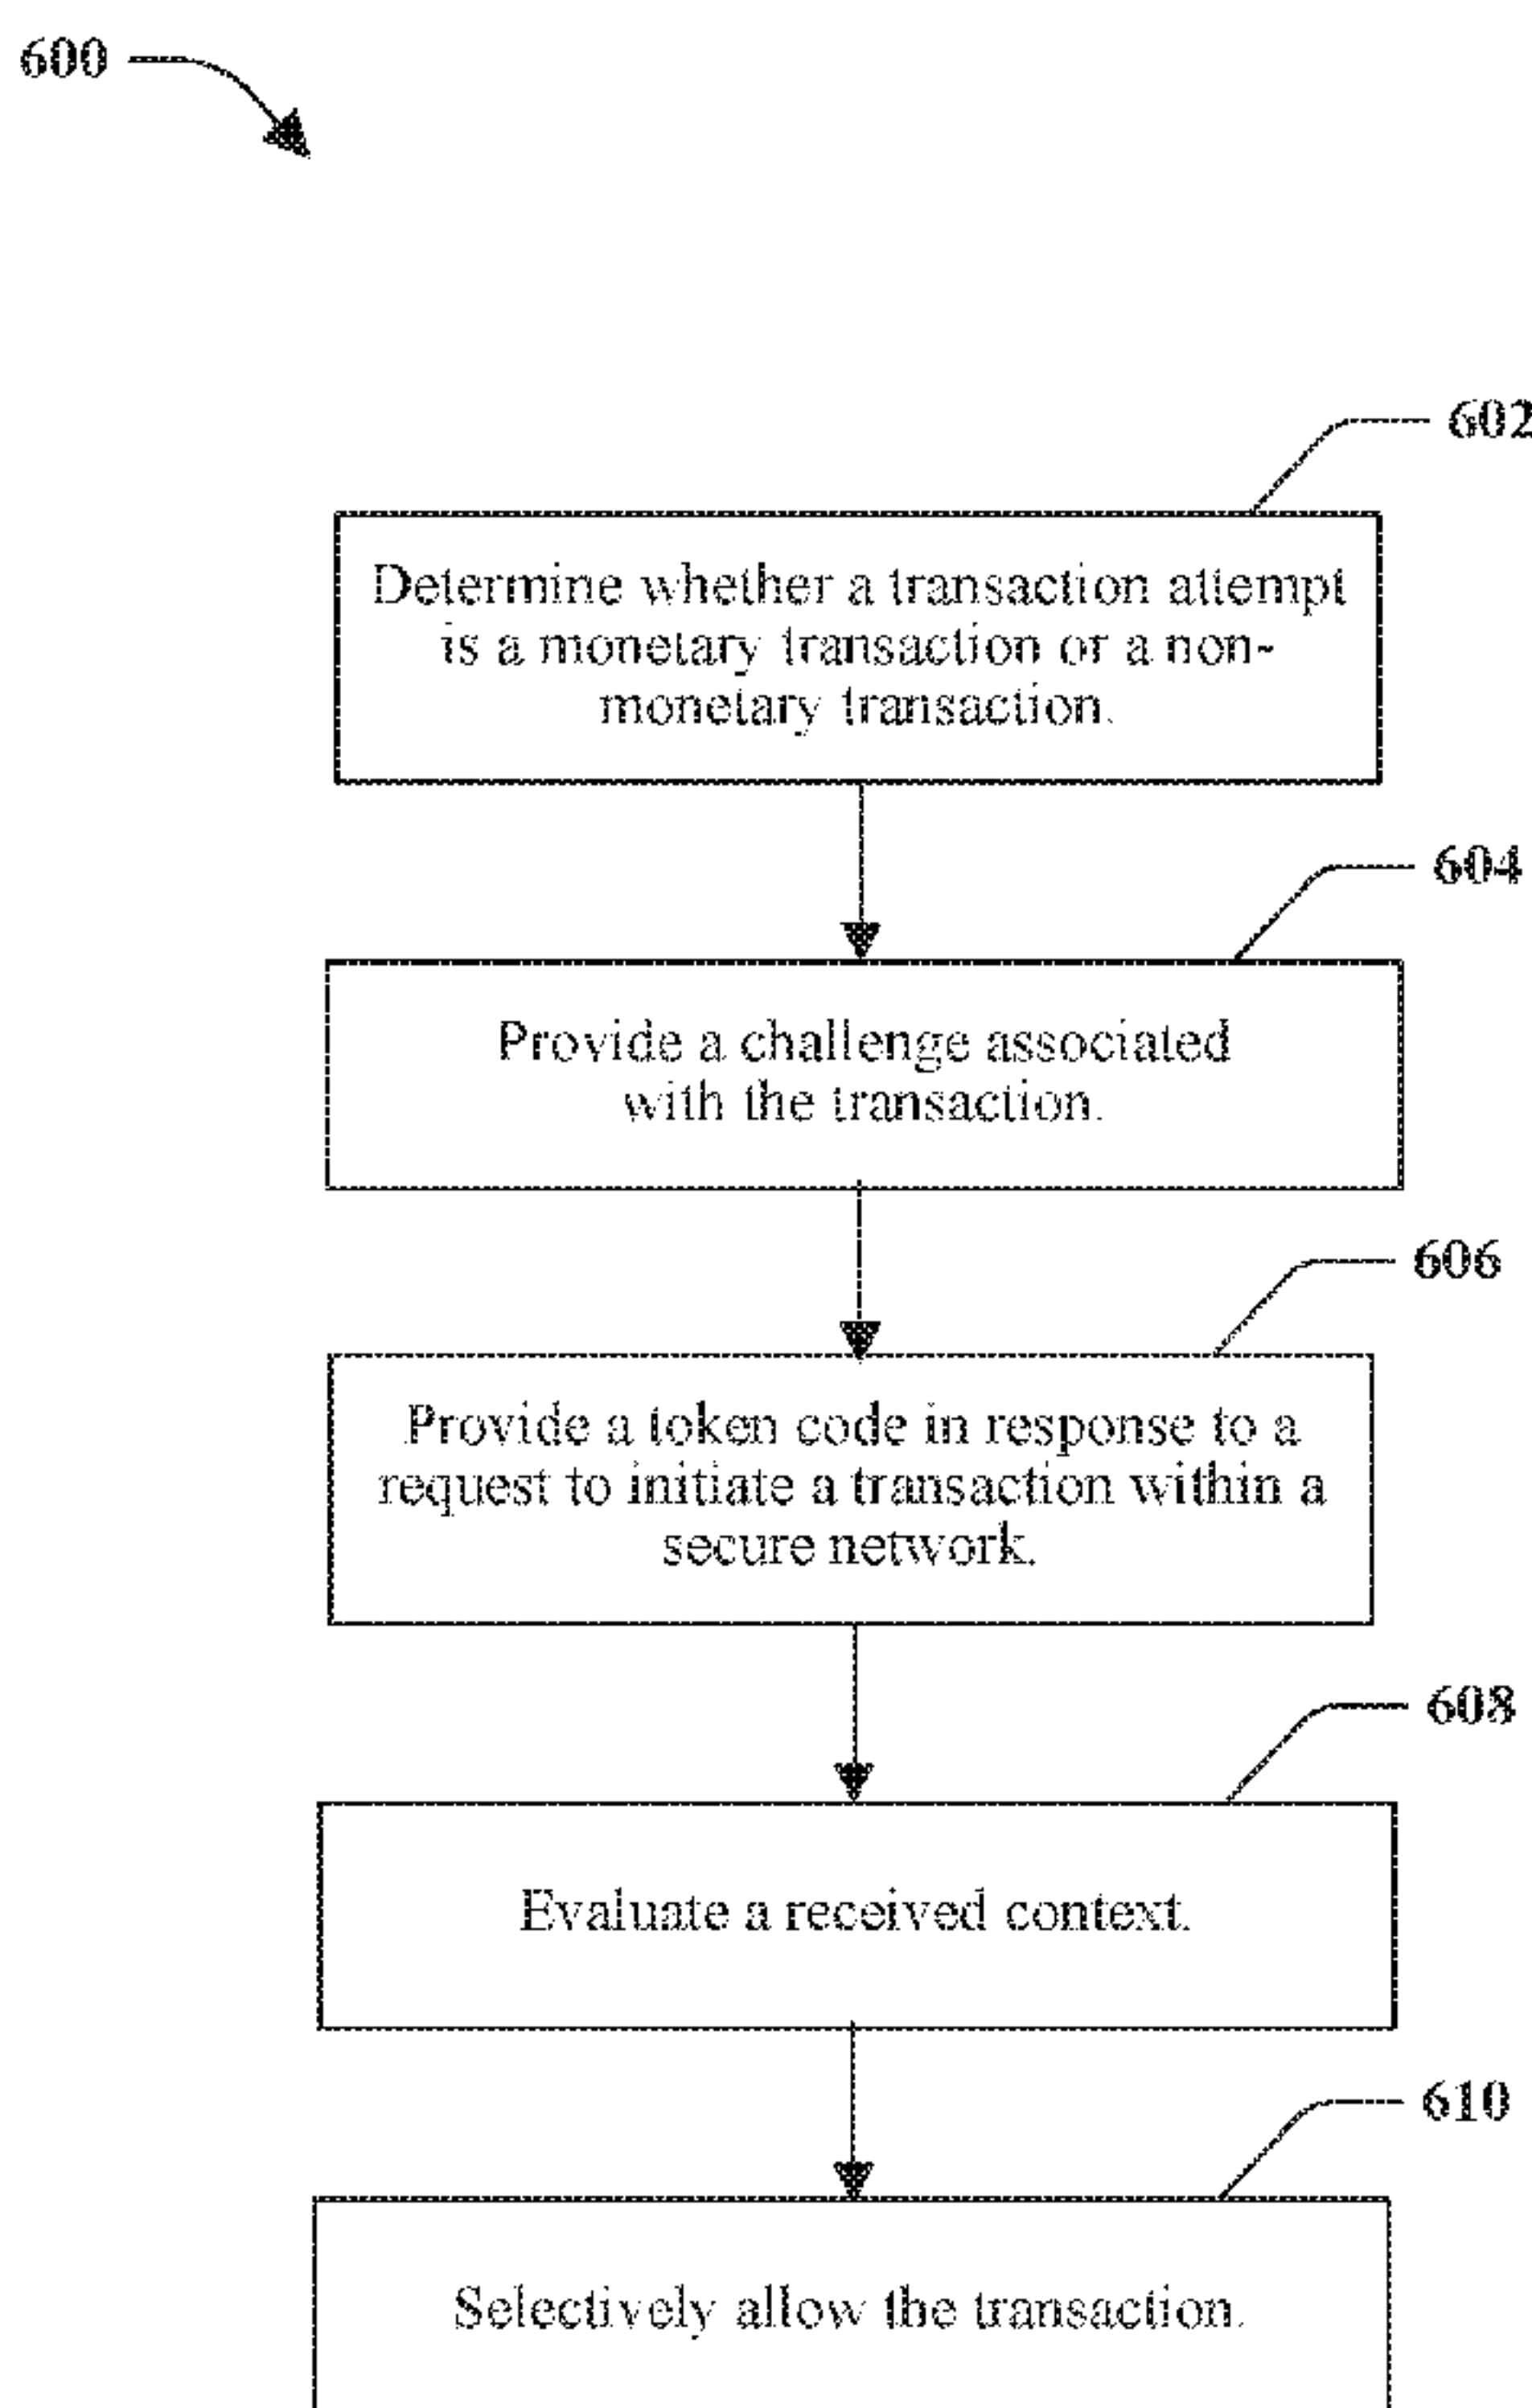 600
602
Determine whether a transaction attempt
is a monetary transaction or a non-
monetary transaction.
604
Provide a challenge associated
with the transaction.
606
Provide a token code in response to a
request to initiate a transaction within a
secure network.
608
Evaluate a received context.
610
Selectively allow the transaction.